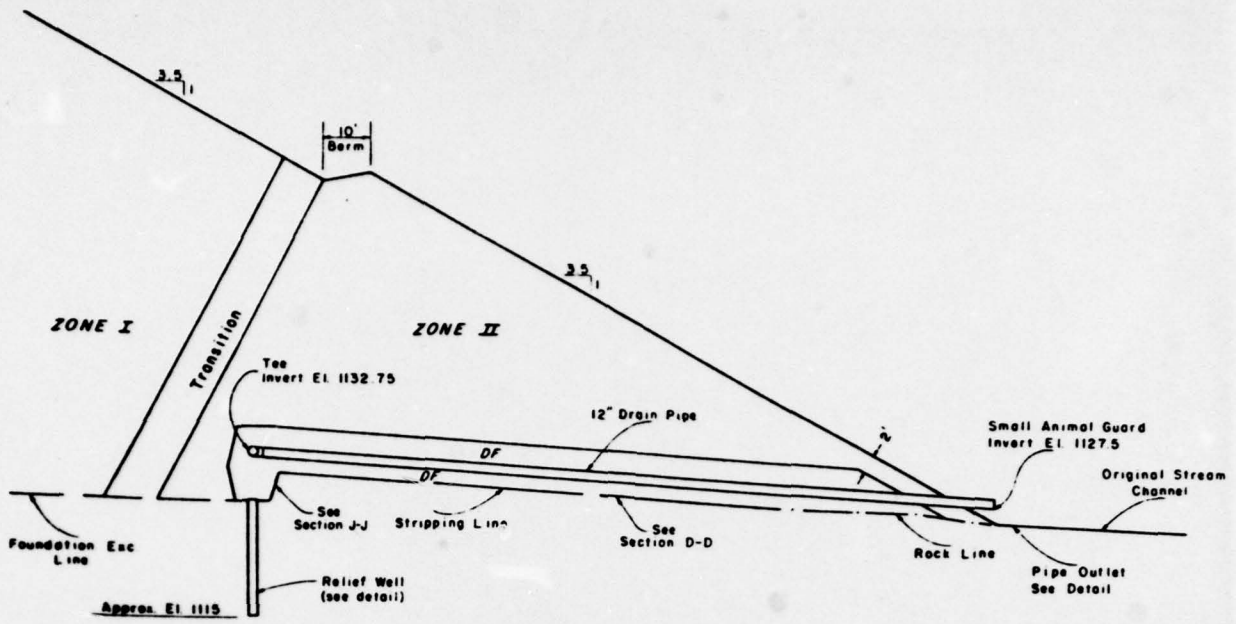 3.5
1
10'
Berm
3.5
1
ZONE I
Transition
ZONE II
Tee
Invert El. 1132.75
12" Drain Pipe
2'
Small Animal Guard
Invert El. 1127.5
DF
DF
Original Stream
Channel
See
Section J-J
Stripping Line
See
Section D-D
Rock Line
Foundation Exc
Line
Pipe Outlet
See Detail
Relief Well
(see detail)
Approx. El. 1115